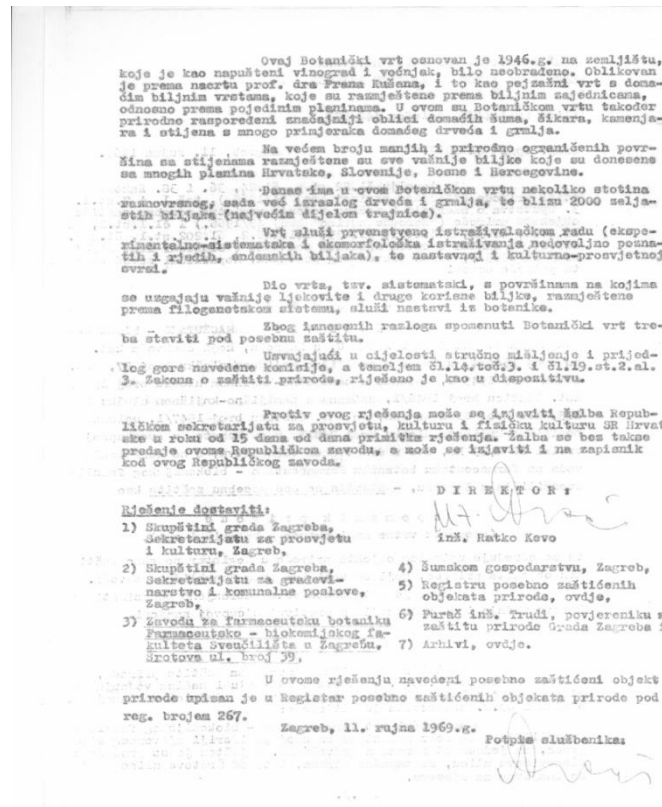 Ovaj Botanički vrt osnovan je 1946.g. na zemljištu,
koje je kao napušteni vinograd i voćnjak, bilo neobrađeno. Oblikovan
je prema nacrtu prof. dra Frana Kušana, i to kao pejzažni vrt s doma-
ćim biljnim vrstama, koje su razmještene prema biljnim zajednicama,
odnosno prema pojedinim planinama. U ovom su Botaničkom vrtu također
prirodno raspoređeni značajniji oblici domaćih šuma, šikara, kamenja-
ra i stijena s mnogo primjeraka domaćeg drveća i grmlja.
Na većem broju manjih i prirodno ograničenih povr-
šina sa stijenama razmještene su sve važnije biljke koje su donesene
sa mnogih planina Hrvatske, Slovenije, Bosne i Hercegovine.
Danas ima u ovom Botaničkom vrtu nekoliko stotina
raznovrsnog, sada već izraslog drveća i grmlja, te blizu 2000 zelja-
stih biljaka (najvećim dijelom trajnica).
Vrt služi prvenstveno istraživalačkom radu (ekspe-
rimentalno-sistematska i ekomorfološka istraživanja nedovoljno pozna-
tih i rjeđih, endemskih biljaka), te nastavnoj i kulturno-prosvjetnoj
svrsi.
Dio vrta, tzv. sistematski, s površinama na kojima
se uzgajaju važnije ljekovite i druge korisne biljke, razmještene
prema filogenetskom sistemu, služi nastavi iz botanike.
Zbog iznesenih razloga spomenuti Botanički vrt tre-
ba staviti pod posebnu zaštitu.
Usvajajući u cijelosti stručno mišljenje i prijed-
log gore navedene komisije, a temeljem čl.14.toč.3. i čl.19.st.2.al.
3. Zakona o zaštiti prirode, riješeno je kao u dispozitivu.
Protiv ovog rješenja može se izjaviti žalba Repub-
ličkom sekretarijatu za prosvjetu, kulturu i fizičku kulturu SR Hrvat
ske u roku od 15 dana od dana primitka rješenja. Žalba se bez takse
predaje ovome Republičkom zavodu, a može se izjaviti i na zapisnik
kod ovog Republičkog zavoda.
D I R E K T O R :
inž. Ratko Kevo
Rješenje dostaviti:
1) Skupštini grada Zagreba,
Sekretarijatu za prosvjetu
i kulturu, Zagreb,
2) Skupštini grada Zagreba,
Sekretarijatu za građevi-
narstvo i komunalne poslove,
Zagreb,
3) Zavodu za farmaceutsku botaniku
Farmaceutsko - biokemijskog fa-
kulteta Sveučilišta u Zagrebu,
Šrotova ul. broj 39,
4) Šumskom gospodarstvu, Zagreb,
5) Registru posebno zaštićenih
objekata prirode, ovdje,
6) Purač inž. Trudi, povjereniku
zaštitu prirode Grada Zagreba
7) Arhivi, ovdje.
U ovome rješenju navedeni posebno zaštićeni objekt
prirode upisan je u Registar posebno zaštićenih objekata prirode pod
reg. brojem 267.
Zagreb, 11. rujna 1969.g.
Potpis službenika: